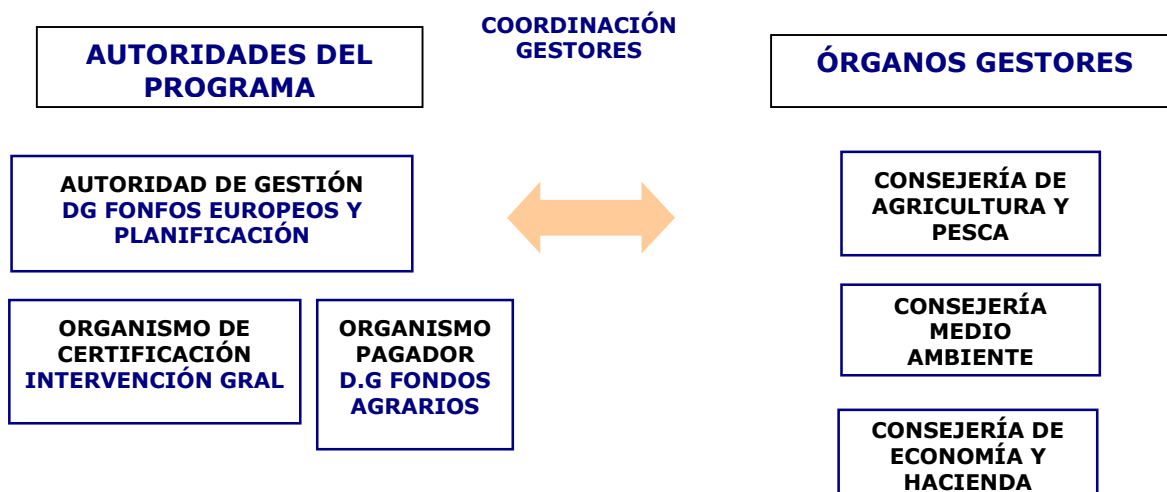 AUTORIDADES DEL
PROGRAMA
COORDINACIÓN
GESTORES
ÓRGANOS GESTORES
AUTORIDAD DE GESTIÓN
DG FONFOS EUROPEOS Y
PLANIFICACIÓN
ORGANISMO DE
CERTIFICACIÓN
INTERVENCIÓN GRAL
ORGANISMO
PAGADOR
D.G FONDOS
AGRARIOS
CONSEJERÍA DE
AGRICULTURA Y
PESCA
CONSEJERÍA
MEDIO
AMBIENTE
CONSEJERÍA DE
ECONOMÍA Y
HACIENDA